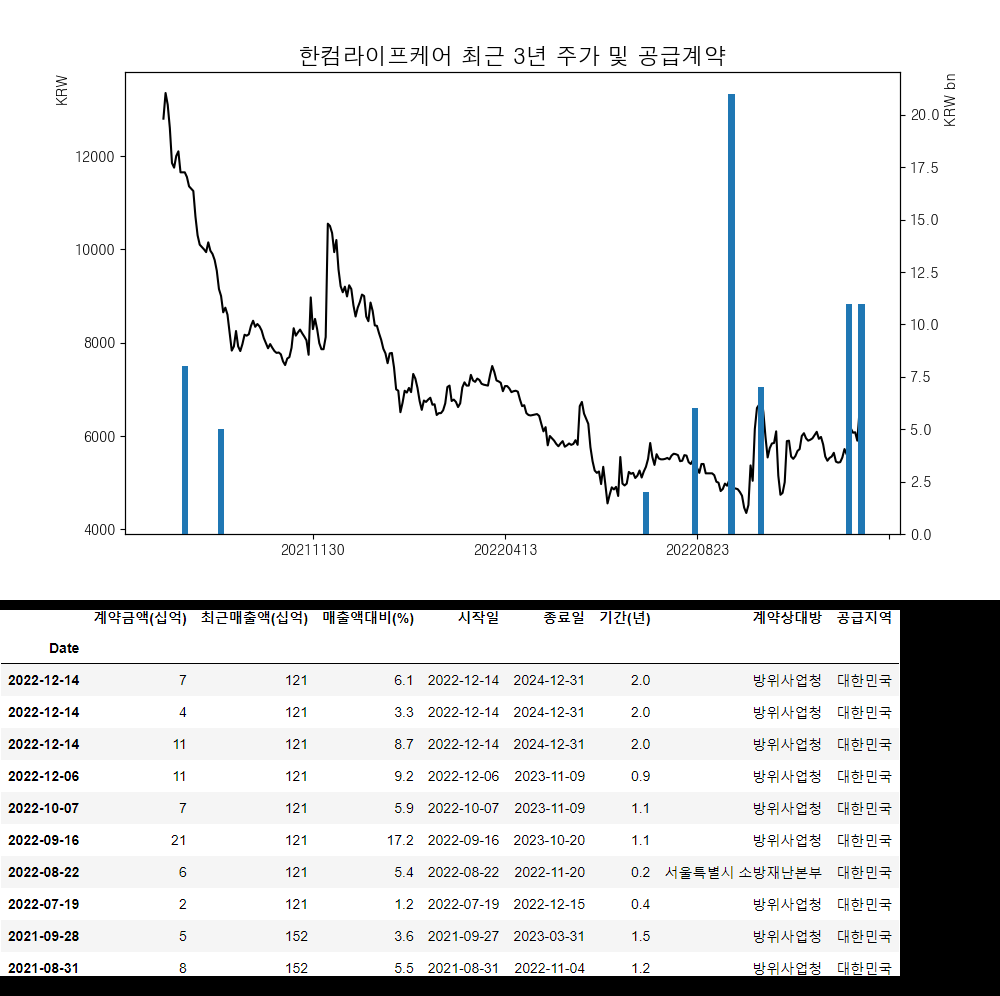 한컴라이프케어 최근 3년 주가 및 공급계약
KRW
KRW bn
12000
10000
8000
6000
4000
20.0
17.5
15.0
12.5
10.0
7.5
5.0
2.5
0.0
20211130 20220413 20220823
계약금액(십억) 최근매출액(십억) 매출액대비(%) 시작일 종료일 기간(년) 계약상대방 공급지역
Date
2022-12-14 7 121 6.1 2022-12-14 2024-12-31 2.0 방위사업청 대한민국
2022-12-14 4 121 3.3 2022-12-14 2024-12-31 2.0 방위사업청 대한민국
2022-12-14 11 121 8.7 2022-12-14 2024-12-31 2.0 방위사업청 대한민국
2022-12-06 11 121 9.2 2022-12-06 2023-11-09 0.9 방위사업청 대한민국
2022-10-07 7 121 5.9 2022-10-07 2023-11-09 1.1 방위사업청 대한민국
2022-09-16 21 121 17.2 2022-09-16 2023-10-20 1.1 방위사업청 대한민국
2022-08-22 6 121 5.4 2022-08-22 2022-11-20 0.2 서울특별시 소방재난본부 대한민국
2022-07-19 2 121 1.2 2022-07-19 2022-12-15 0.4 방위사업청 대한민국
2021-09-28 5 152 3.6 2021-09-27 2023-03-31 1.5 방위사업청 대한민국
2021-08-31 8 152 5.5 2021-08-31 2022-11-04 1.2 방위사업청 대한민국